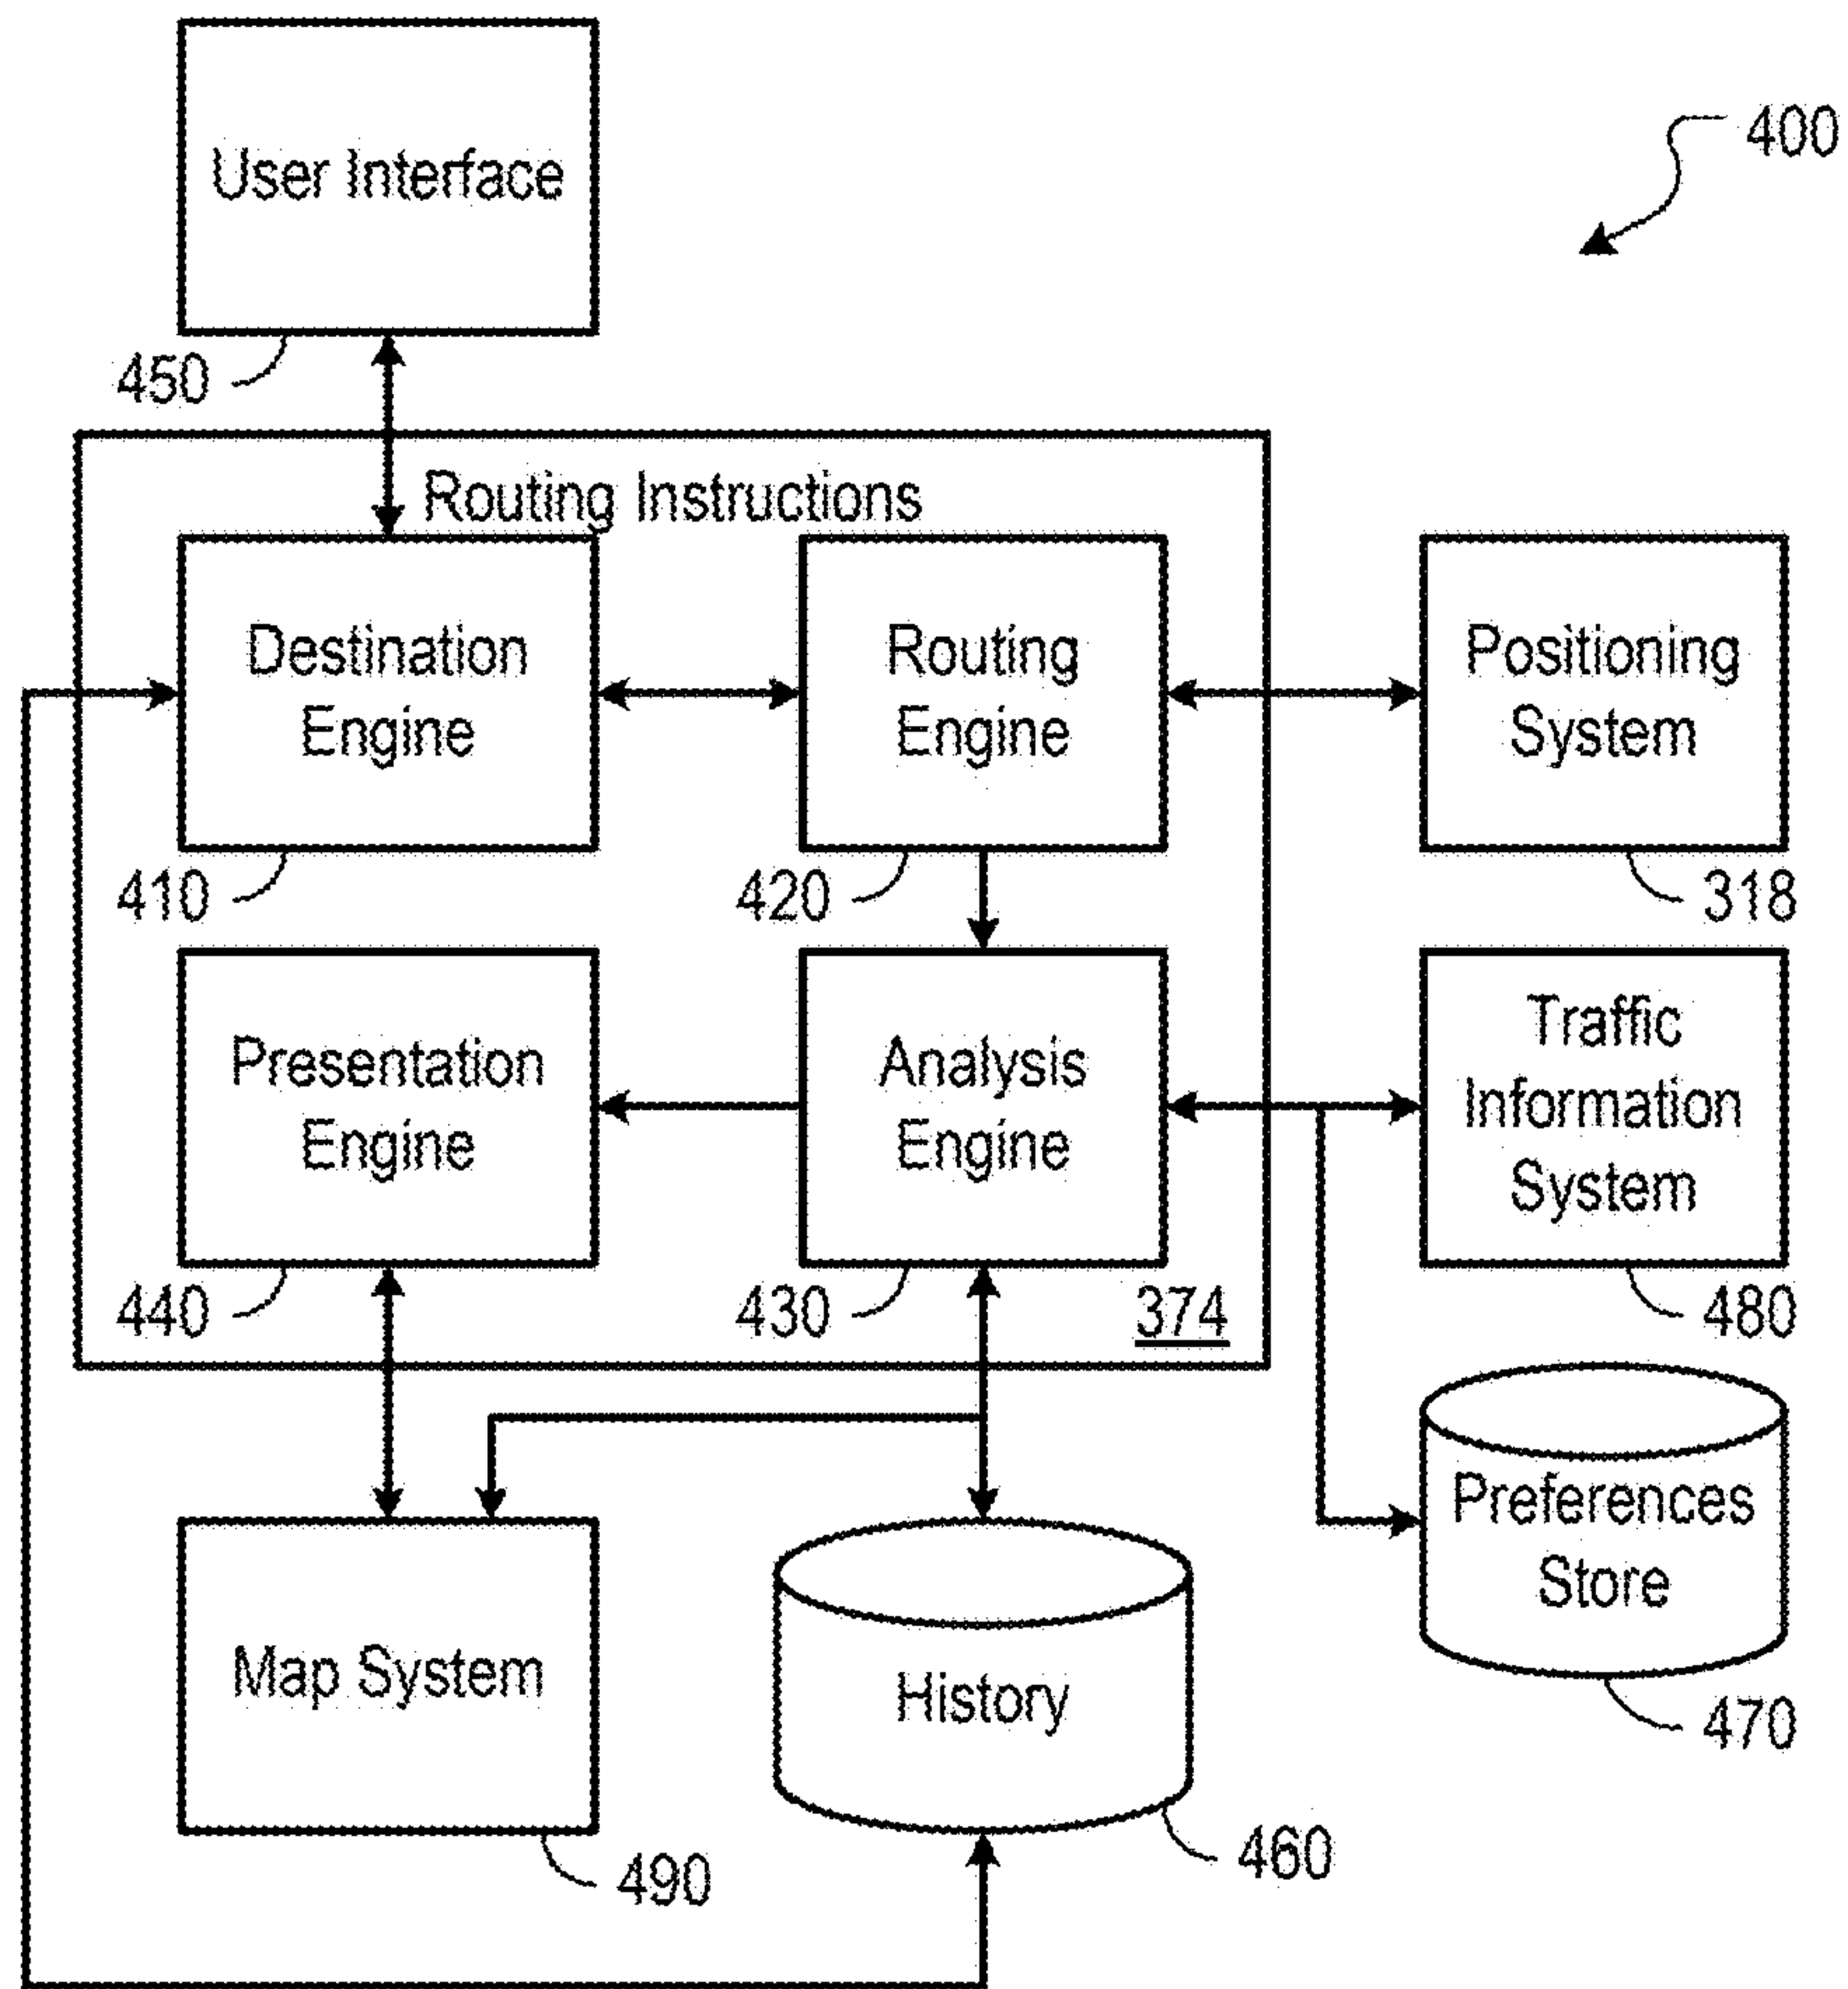 User Interface
400
450
Routing Instructions
Destination
Engine
Routing
Engine
Positioning
System
410
420
318
Presentation
Engine
Analysis
Engine
Traffic
Information
System
440
430
374
480
Map System
History
Preferences
Store
470
490
460